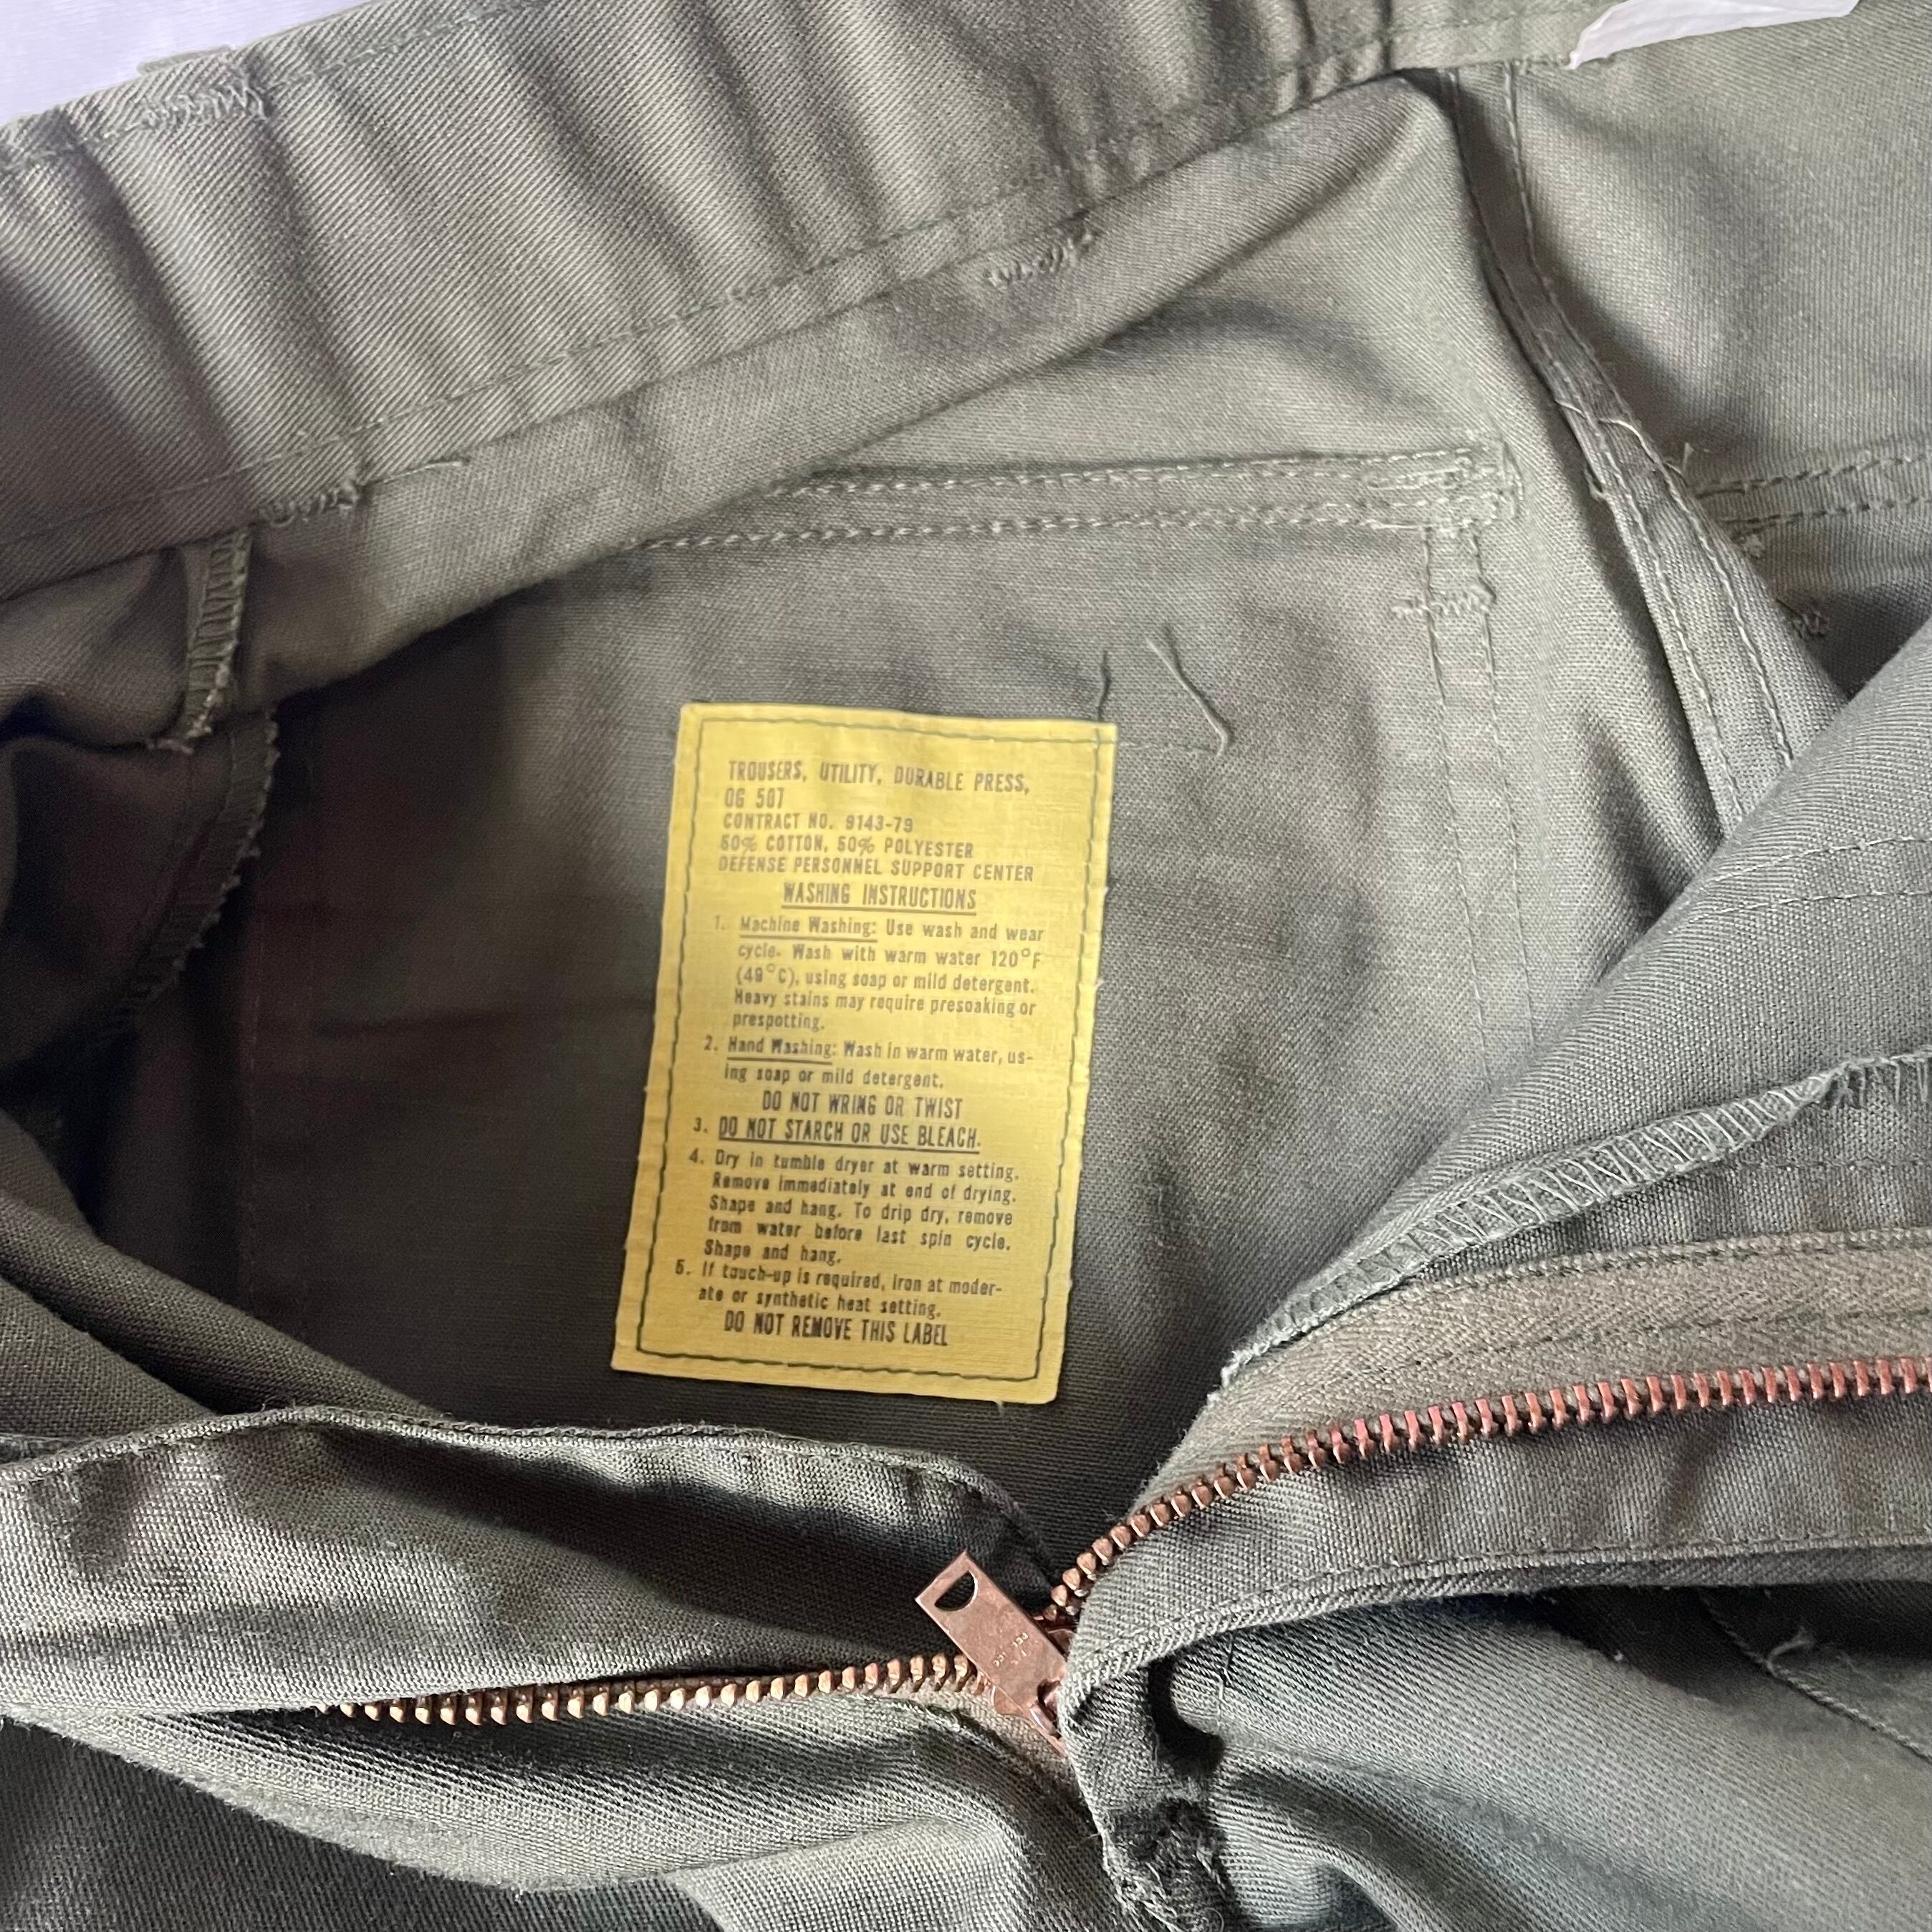 TROUSERS, UTILITY, DURABLE PRESS,
OG 507
CONTRACT NO. 9143-79
50% COTTON, 50% POLYESTER
DEFENSE PERSONNEL SUPPORT CENTER
WASHING INSTRUCTIONS
1. Machine Washing: Use wash and wear
cycle. Wash with warm water 120°F
(49°C), using soap or mild detergent.
Heavy stains may require presoaking or
prespotting.
2. Hand Washing: Wash in warm water, us-
ing soap or mild detergent.
DO NOT WRING OR TWIST
3. DO NOT STARCH OR USE BLEACH.
4. Dry in tumble dryer at warm setting.
Remove immediately at end of drying.
Shape and hang. To drip dry, remove
from water before last spin cycle.
Shape and hang.
5. If touch-up is required, iron at moder-
ate or synthetic heat setting.
DO NOT REMOVE THIS LABEL